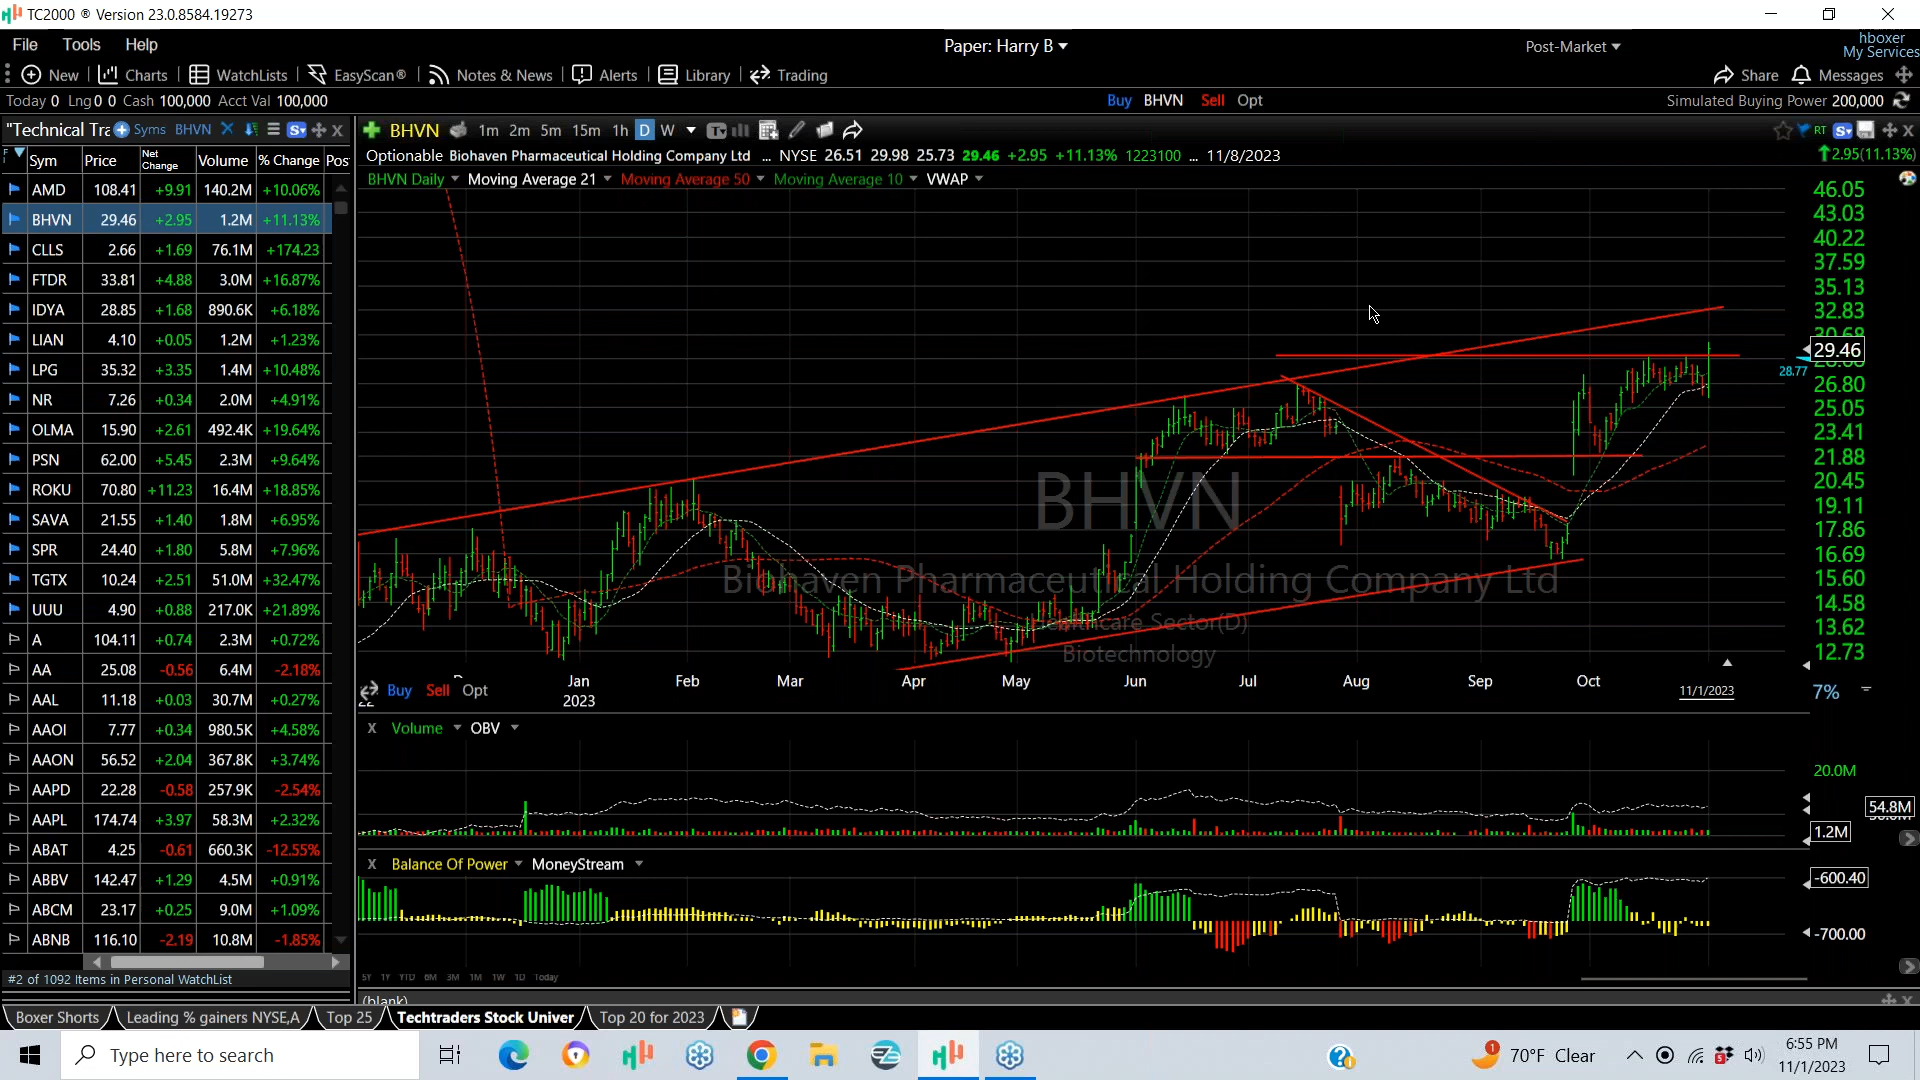 TC2000 ® Version 23.0.8584.19273
File Tools Help
Paper: Harry B
Post-Market
hboxer
My Services
New Charts WatchLists EasyScan® Notes & News Alerts Library Trading
Share Messages
Today 0 Lng 0 0 Cash 100,000 Acct Val 100,000
Buy BHVN Sell Opt
Simulated Buying Power 200,000
"Technical Tra Syms BHVN
Sym Price Net Change Volume % Change Pos
AMD 108.41 +9.91 140.2M +10.06%
BHVN 29.46 +2.95 1.2M +11.13%
CLLS 2.66 +1.69 76.1M +174.23
FTDR 33.81 +4.88 3.0M +16.87%
IDYA 28.85 +1.68 890.6K +6.18%
LIAN 4.10 +0.05 1.2M +1.23%
LPG 35.32 +3.35 1.4M +10.48%
NR 7.26 +0.34 2.0M +4.91%
OLMA 15.90 +2.61 492.4K +19.64%
PSN 62.00 +5.45 2.3M +9.64%
ROKU 70.80 +11.23 16.4M +18.85%
SAVA 21.55 +1.40 1.8M +6.95%
SPR 24.40 +1.80 5.8M +7.96%
TGTX 10.24 +2.51 51.0M +32.47%
UUU 4.90 +0.88 217.0K +21.89%
A 104.11 +0.74 2.3M +0.72%
AA 25.08 -0.56 6.4M -2.18%
AAL 11.18 +0.03 30.7M +0.27%
AAOI 7.77 +0.34 980.5K +4.58%
AAON 56.52 +2.04 367.8K +3.74%
AAPD 22.28 -0.58 257.9K -2.54%
AAPL 174.74 +3.97 58.3M +2.32%
ABAT 4.25 -0.61 660.3K -12.55%
ABBV 142.47 +1.29 4.5M +0.91%
ABCM 23.17 +0.25 9.0M +1.09%
ABNB 116.10 -2.19 10.8M -1.85%
#2 of 1092 Items in Personal WatchList
BHVN 1m 2m 5m 15m 1h D W
RT
Optionable Biohaven Pharmaceutical Holding Company Ltd ... NYSE 26.51 29.98 25.73 29.46 +2.95 +11.13% 1223100 ... 11/8/2023
2.95(11.13%)
BHVN Daily Moving Average 21 Moving Average 50 Moving Average 10 VWAP
46.05
43.03
40.22
37.59
35.13
32.83
30.68
29.46
28.77
26.80
25.05
23.41
21.88
20.45
19.11
17.86
16.69
15.60
14.58
13.62
12.73
BHVN
Biohaven Pharmaceutical Holding Company Ltd
Healthcare Sector(D)
Biotechnology
Jan Feb Mar Apr May Jun Jul Aug Sep Oct
2023
11/1/2023
7%
22
Buy Sell Opt
X Volume OBV
20.0M
54.8M
1.2M
X Balance Of Power MoneyStream
-600.40
-700.00
5Y 1Y YTD 6M 3M 1M 1W 1D Today
(blank)
Boxer Shorts Leading % gainers NYSE,A Top 25 Techtraders Stock Univer Top 20 for 2023
Type here to search
70°F Clear
6:55 PM
11/1/2023